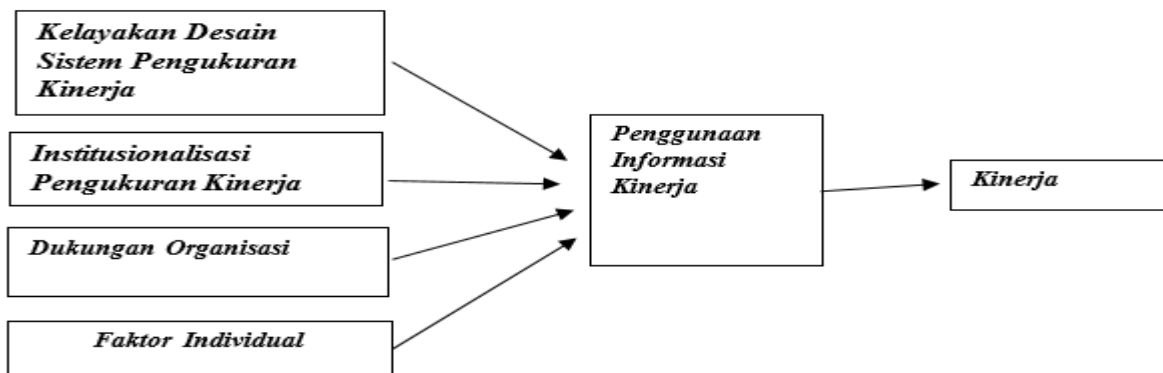 Kelayakan Desain
Sistem Pengukuran
Kinerja
Institusionalisasi
Pengukuran Kinerja
Dukungan Organisasi
Faktor Individual
Penggunaan
Informasi
Kinerja
Kinerja